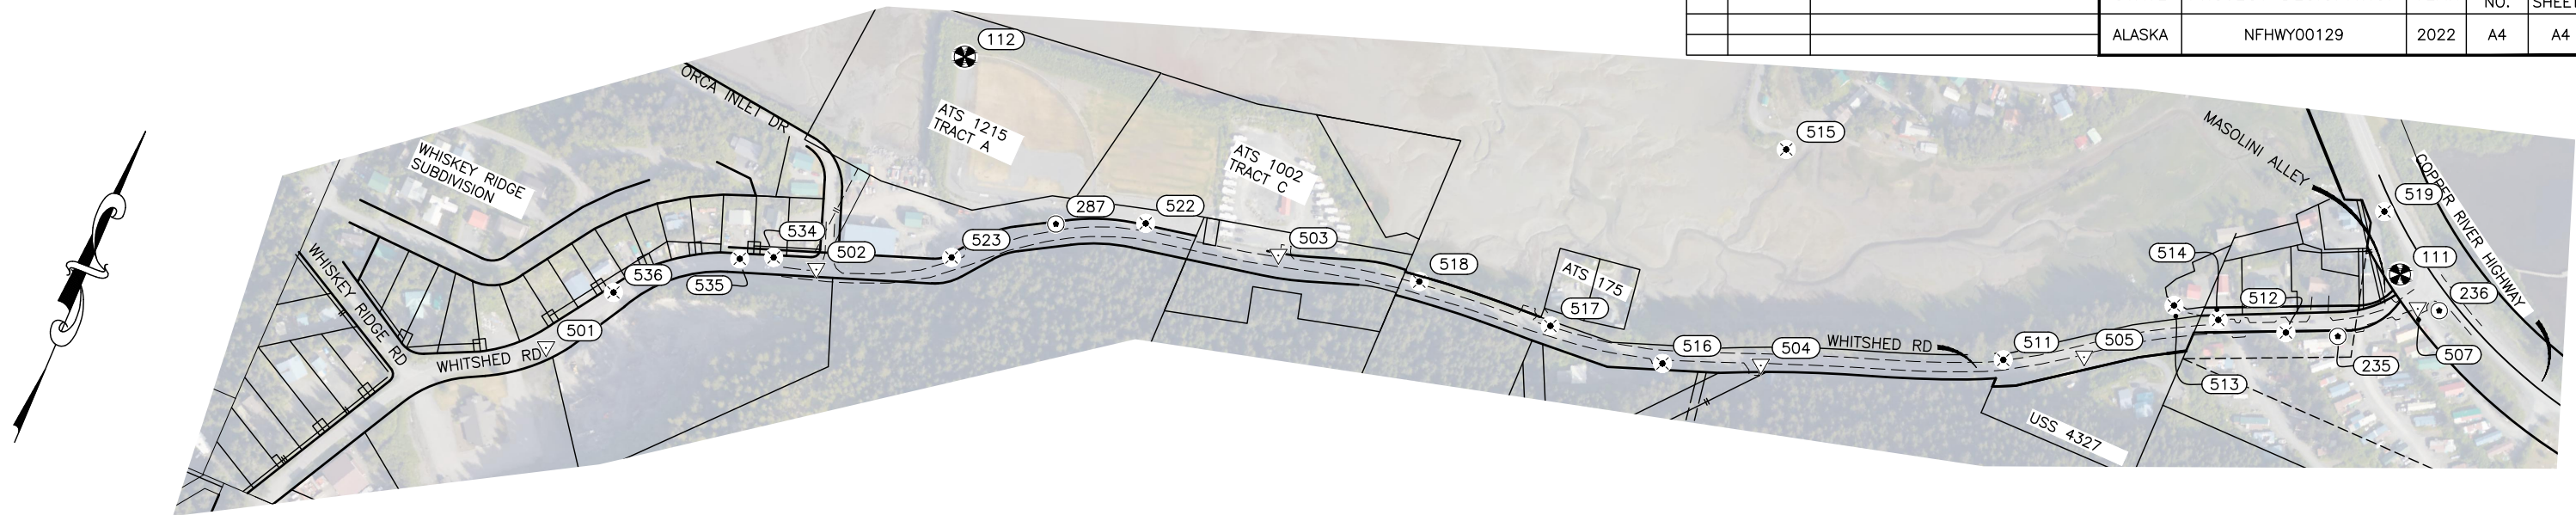 NO.
SHEET
ALASKA NFHWY00129 2022 A4 A4
112
ORCA INLET DR
ATS 1215
TRACT A
515
MASOLINI ALLEY
WHISKEY RIDGE
SUBDIVISION
ATS 1002
TRACT C
COPPER RIVER HIGHWAY
519
287
522
534
502
523
503
518
514
111
536
535
ATS 175
517
512
236
WHISKEY RIDGE RD
501
WHITSHED RD
516
504
WHITSHED RD
511
505
507
235
513
USS 4327